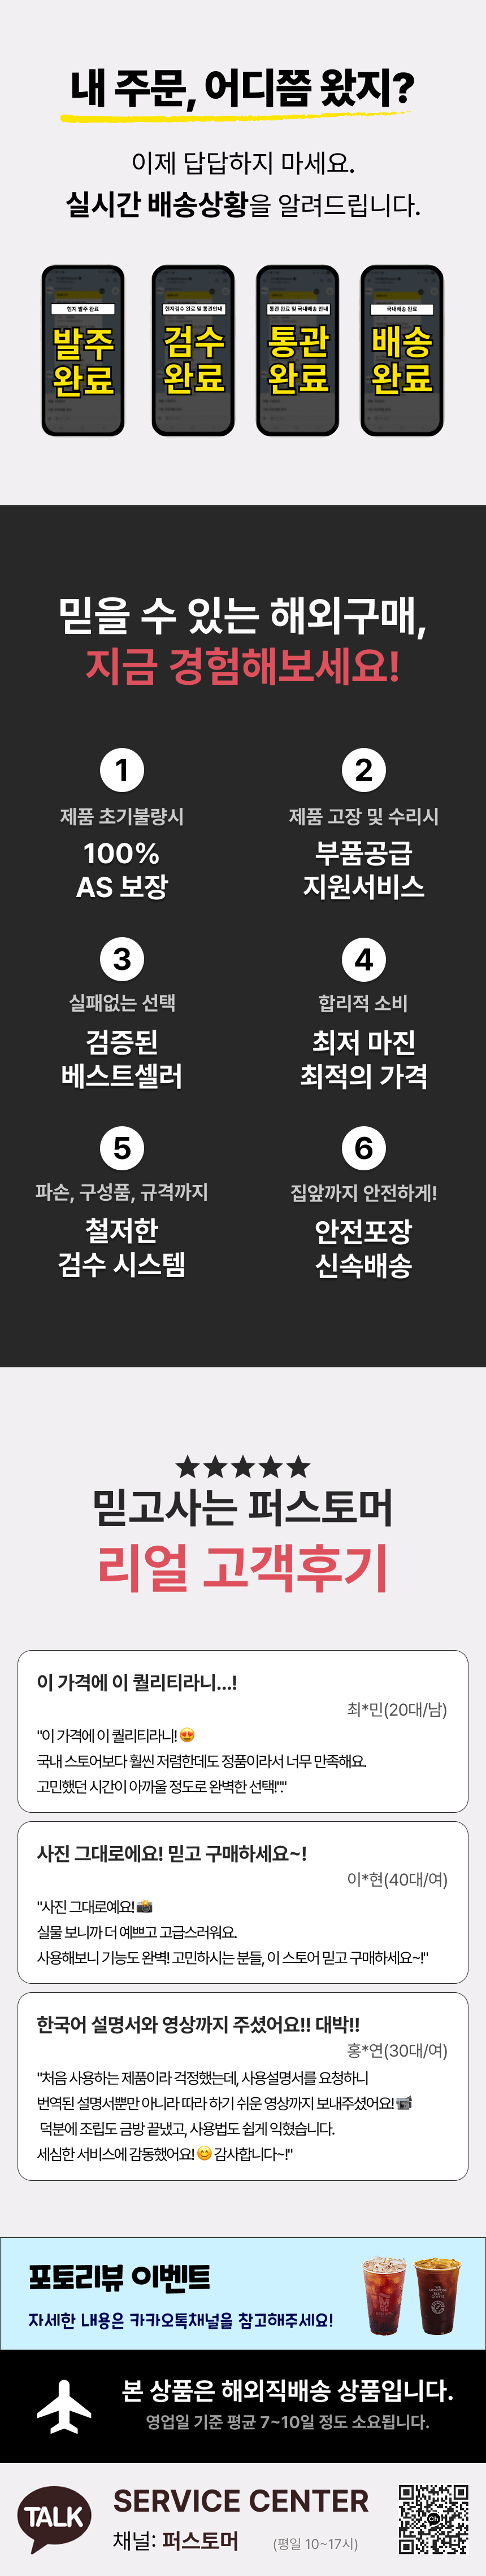 내 주문, 어디쯤 왔지?
이제 답답하지 마세요.
실시간 배송상황을 알려드립니다.
현지 발주 완료
발주
완료
현지검수 완료 및 통관안내
검수
완료
통관 완료 및 국내배송 안내
통관
완료
국내배송 완료
배송
완료
믿을 수 있는 해외구매,
지금 경험해보세요!
1
제품 초기불량시
100%
AS 보장
2
제품 고장 및 수리시
부품공급
지원서비스
3
실패없는 선택
검증된
베스트셀러
4
합리적 소비
최저 마진
최적의 가격
5
파손, 구성품, 규격까지
철저한
검수 시스템
6
집앞까지 안전하게!
안전포장
신속배송
★★★★★
믿고사는 퍼스토머
리얼 고객후기
이 가격에 이 퀄리티라니...!
최*민(20대/남)
"이 가격에 이 퀄리티라니! 😍
국내 스토어보다 훨씬 저렴한데도 정품이라서 너무 만족해요.
고민했던 시간이 아까울 정도로 완벽한 선택!"."
사진 그대로에요! 믿고 구매하세요~!
이*현(40대/여)
"사진 그대로예요! 📸
실물 보니까 더 예쁘고 고급스러워요.
사용해보니 기능도 완벽! 고민하시는 분들, 이 스토어 믿고 구매하세요~!"
한국어 설명서와 영상까지 주셨어요!! 대박!!
홍*연(30대/여)
"처음 사용하는 제품이라 걱정했는데, 사용설명서를 요청하니
번역된 설명서뿐만 아니라 따라 하기 쉬운 영상까지 보내주셨어요! 📹
덕분에 조립도 금방 끝냈고, 사용법도 쉽게 익혔습니다.
세심한 서비스에 감동했어요! 😊 감사합니다~!"
포토리뷰 이벤트
자세한 내용은 카카오톡채널을 참고해주세요!
본 상품은 해외직배송 상품입니다.
영업일 기준 평균 7~10일 정도 소요됩니다.
TALK
SERVICE CENTER
채널: 퍼스토머 (평일 10~17시)